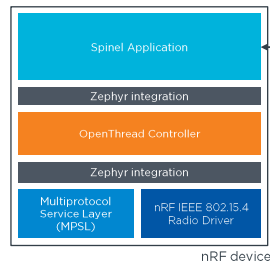 Spinel Application
Zephyr integration
OpenThread Controller
Zephyr integration
Multiprotocol
Service Layer
(MPSL)
nRF IEEE 802.15.4
Radio Driver
nRF device